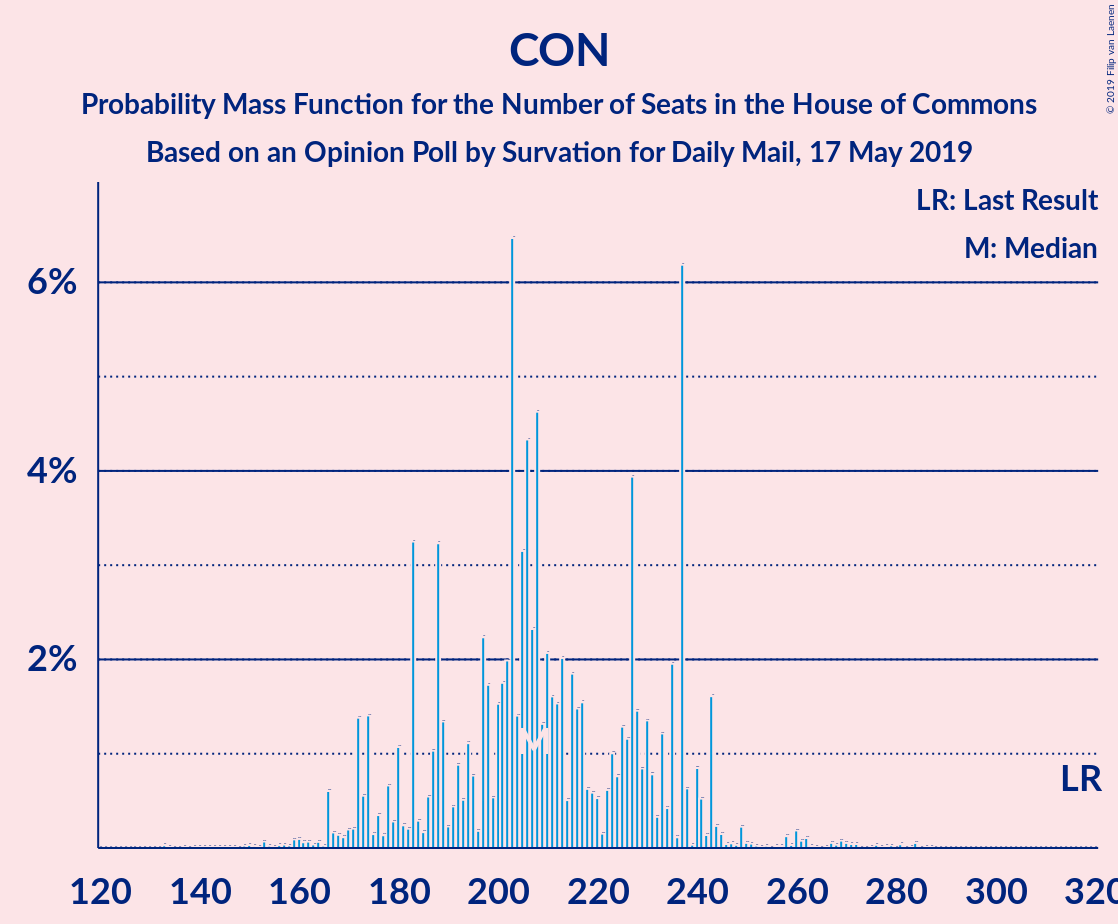 CON
Probability Mass Function for the Number of Seats in the House of Commons
Based on an Opinion Poll by Survation for Daily Mail, 17 May 2019
© 2019 Filip van Laenen
LR: Last Result
M: Median
6%
4%
2%
LR
120 140 160 180 200 220 240 260 280 300 320